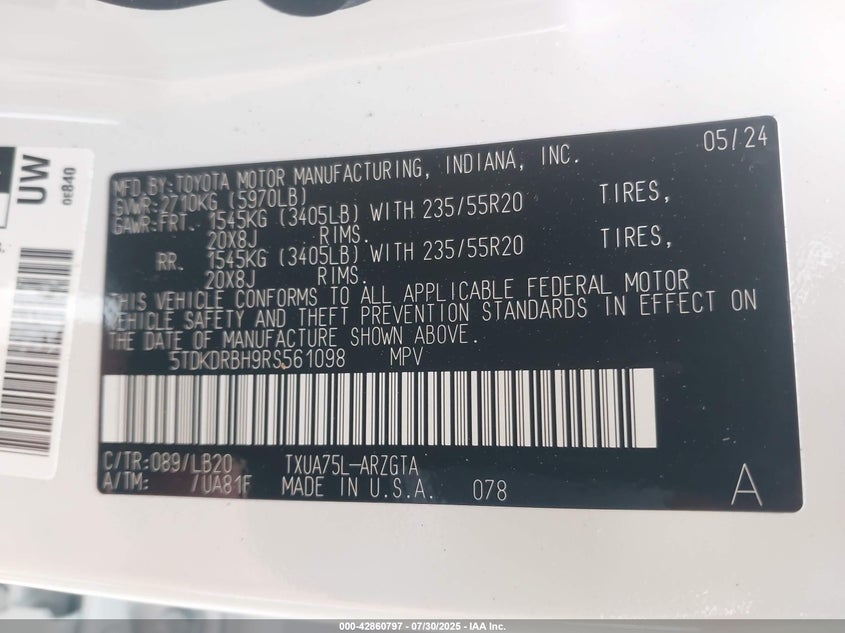 UW
0E840
05/24
MFD.BY:TOYOTA MOTOR MANUFACTURING, INDIANA, INC.
GVWR:2710KG (5970LB)
GAWR:FRT. 1545KG (3405LB) WITH 235/55R20 TIRES,
20X8J RIMS.
RR. 1545KG (3405LB) WITH 235/55R20 TIRES,
20X8J RIMS.
THIS VEHICLE CONFORMS TO ALL APPLICABLE FEDERAL MOTOR
VEHICLE SAFETY AND THEFT PREVENTION STANDARDS IN EFFECT ON
THE DATE OF MANUFACTURE SHOWN ABOVE.
5TDKDRBH9RS561098 MPV
C/TR:089/LB20 TXUA75L-ARZGTA
A/TM: /UA81F MADE IN U.S.A. 078 A
000-42860797 - 07/30/2025 - IAA Inc.